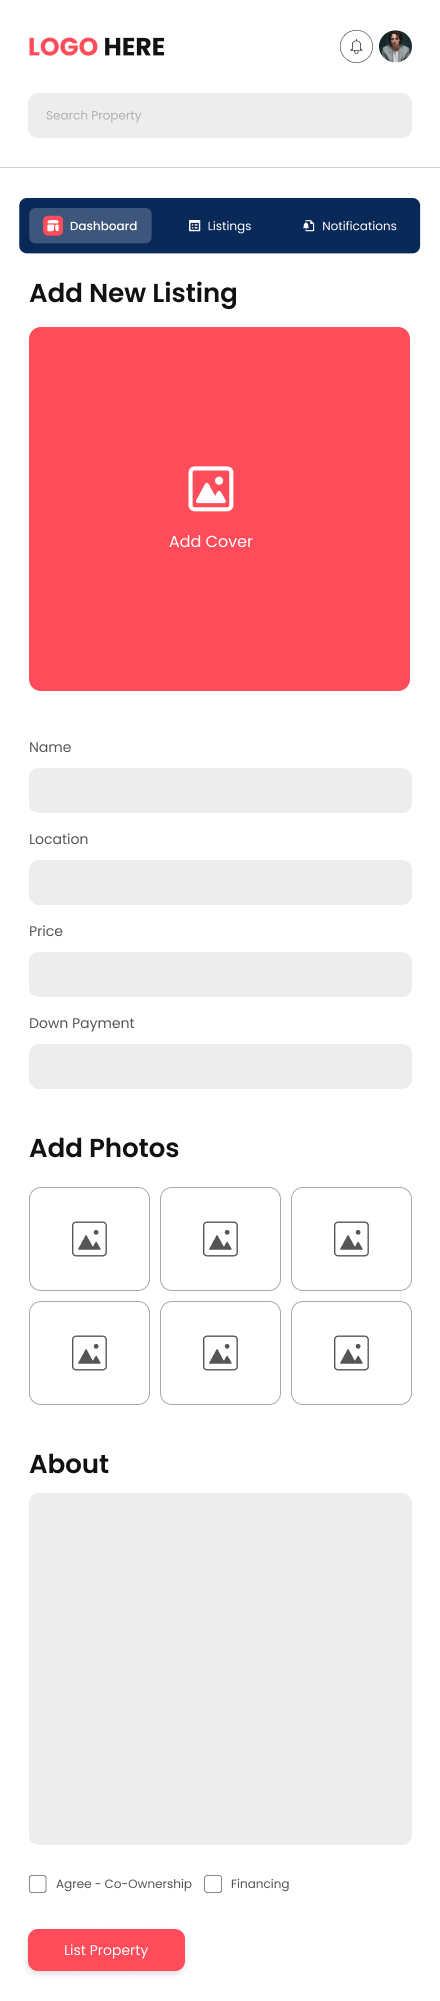 LOGO HERE
Search Property
Dashboard Listings Notifications
Add New Listing
Add Cover
Name
Location
Price
Down Payment
Add Photos
About
Agree - Co-Ownership Financing
List Property